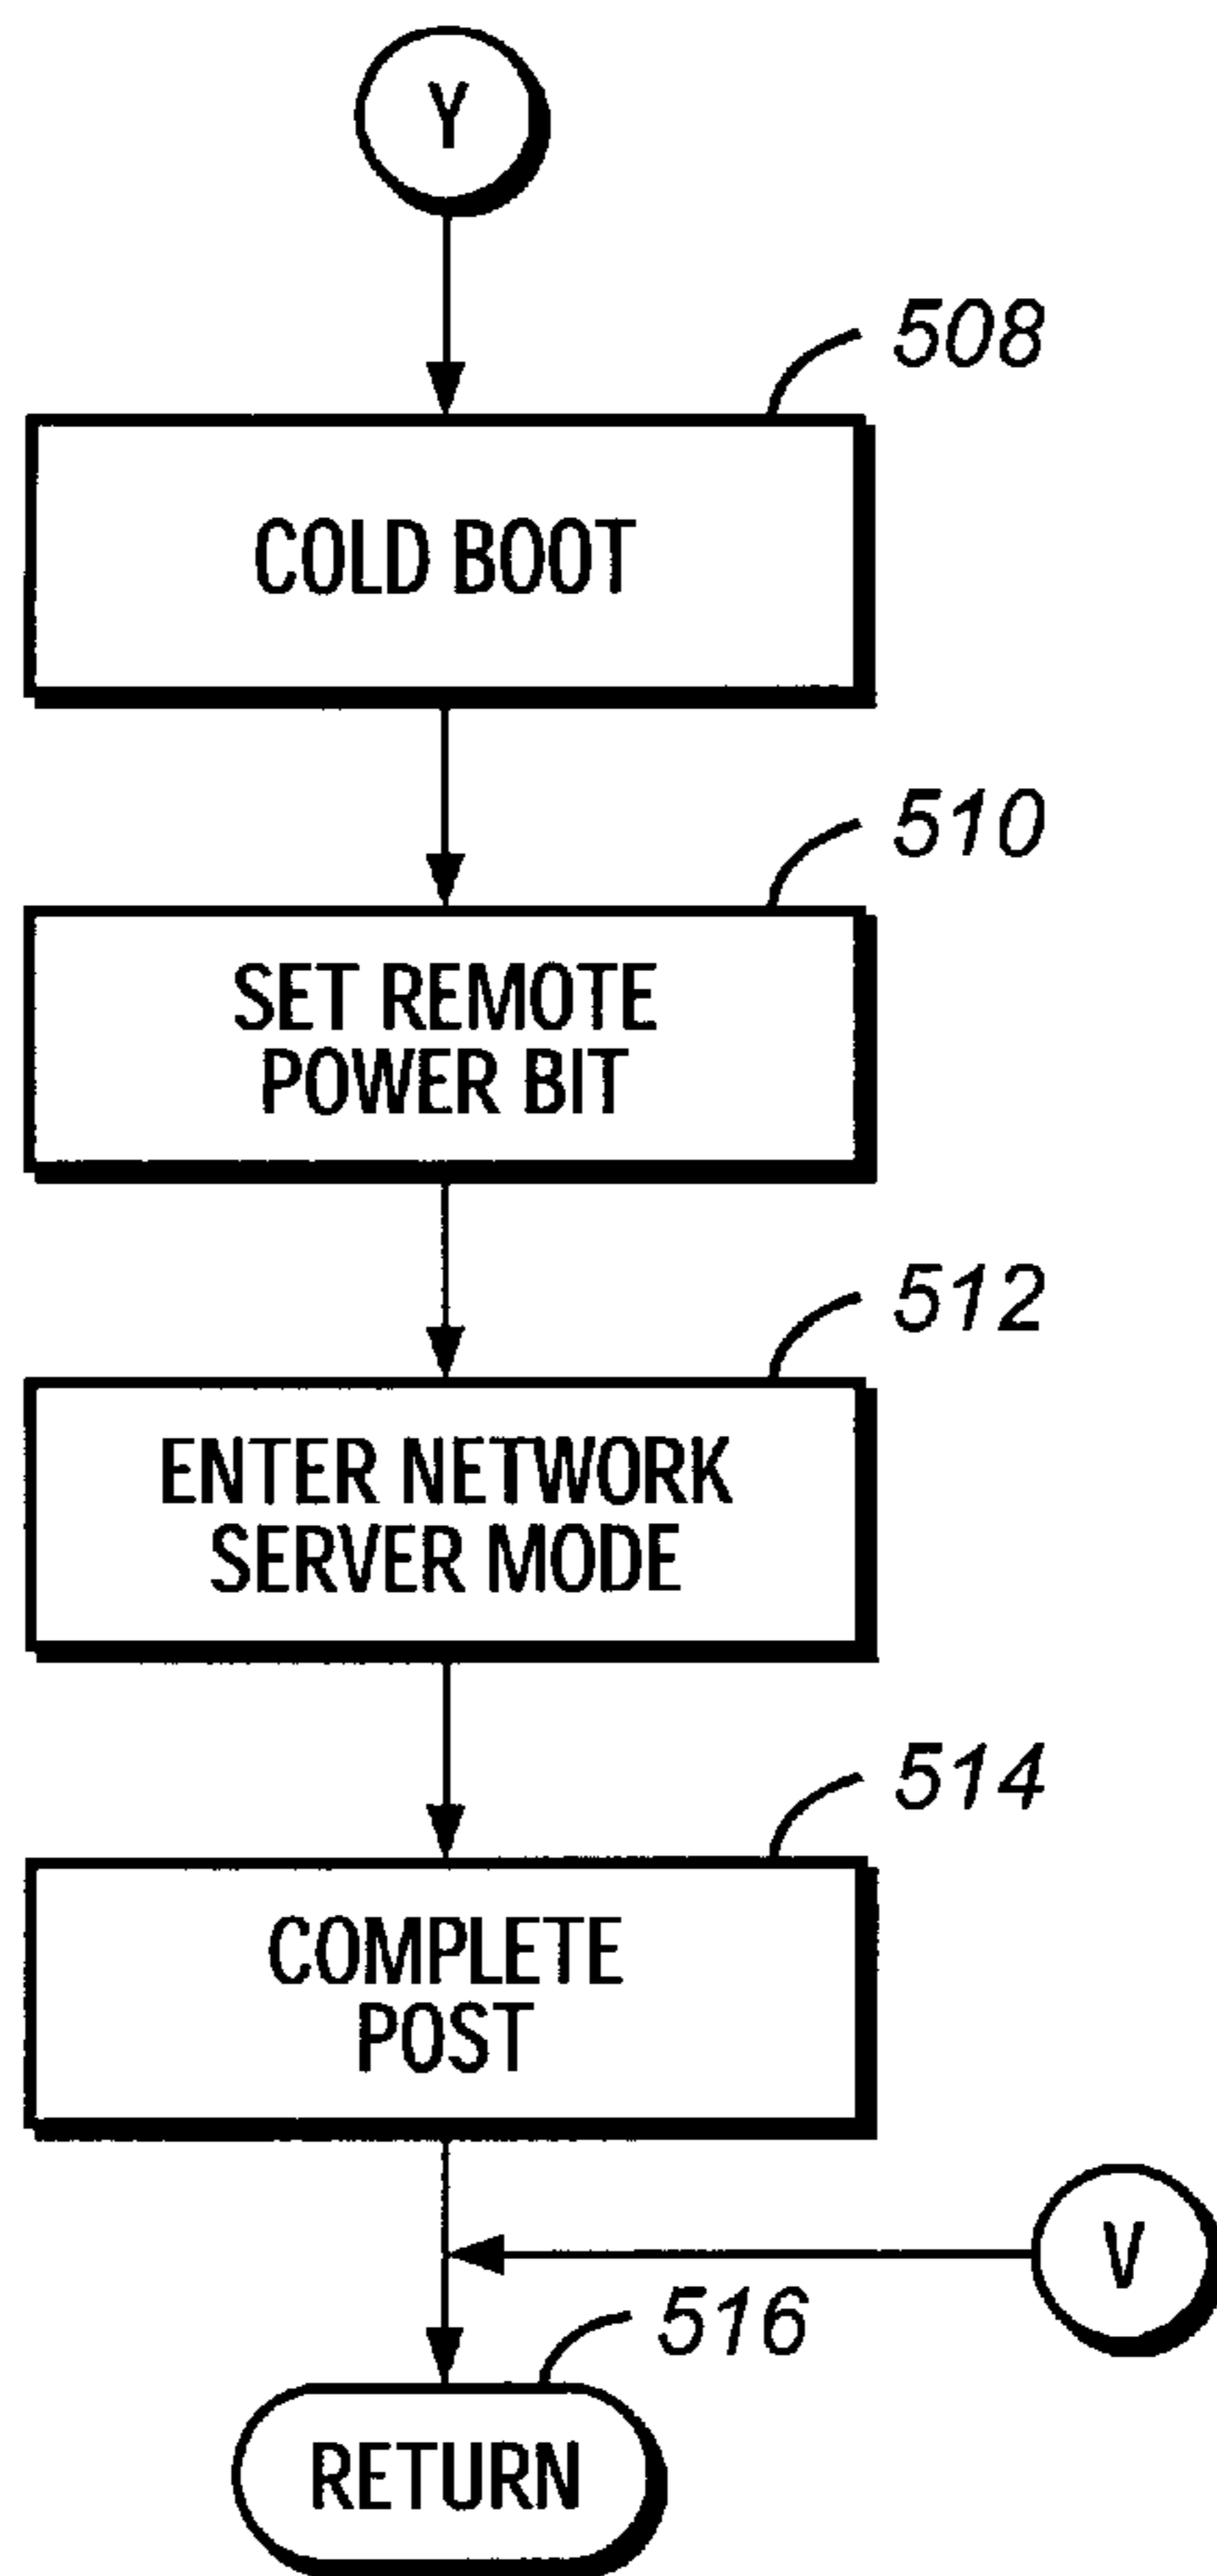 Y
508
COLD BOOT
510
SET REMOTE
POWER BIT
512
ENTER NETWORK
SERVER MODE
514
COMPLETE
POST
V
516
RETURN